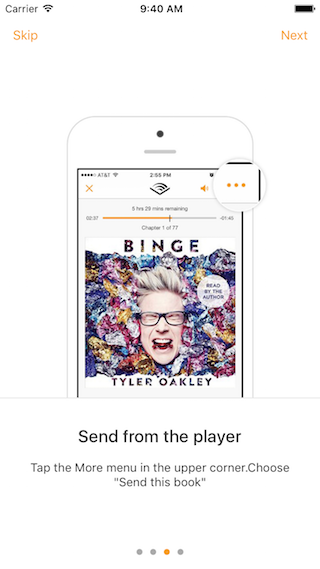 Carrier 9:40 AM
Skip Next
AT&T 2:55 PM
5 hrs 29 mins remaining
02:37 -01:45
Chapter 1 of 77
BINGE
READ
BY THE
AUTHOR
TYLER OAKLEY
Send from the player
Tap the More menu in the upper corner.Choose
"Send this book"